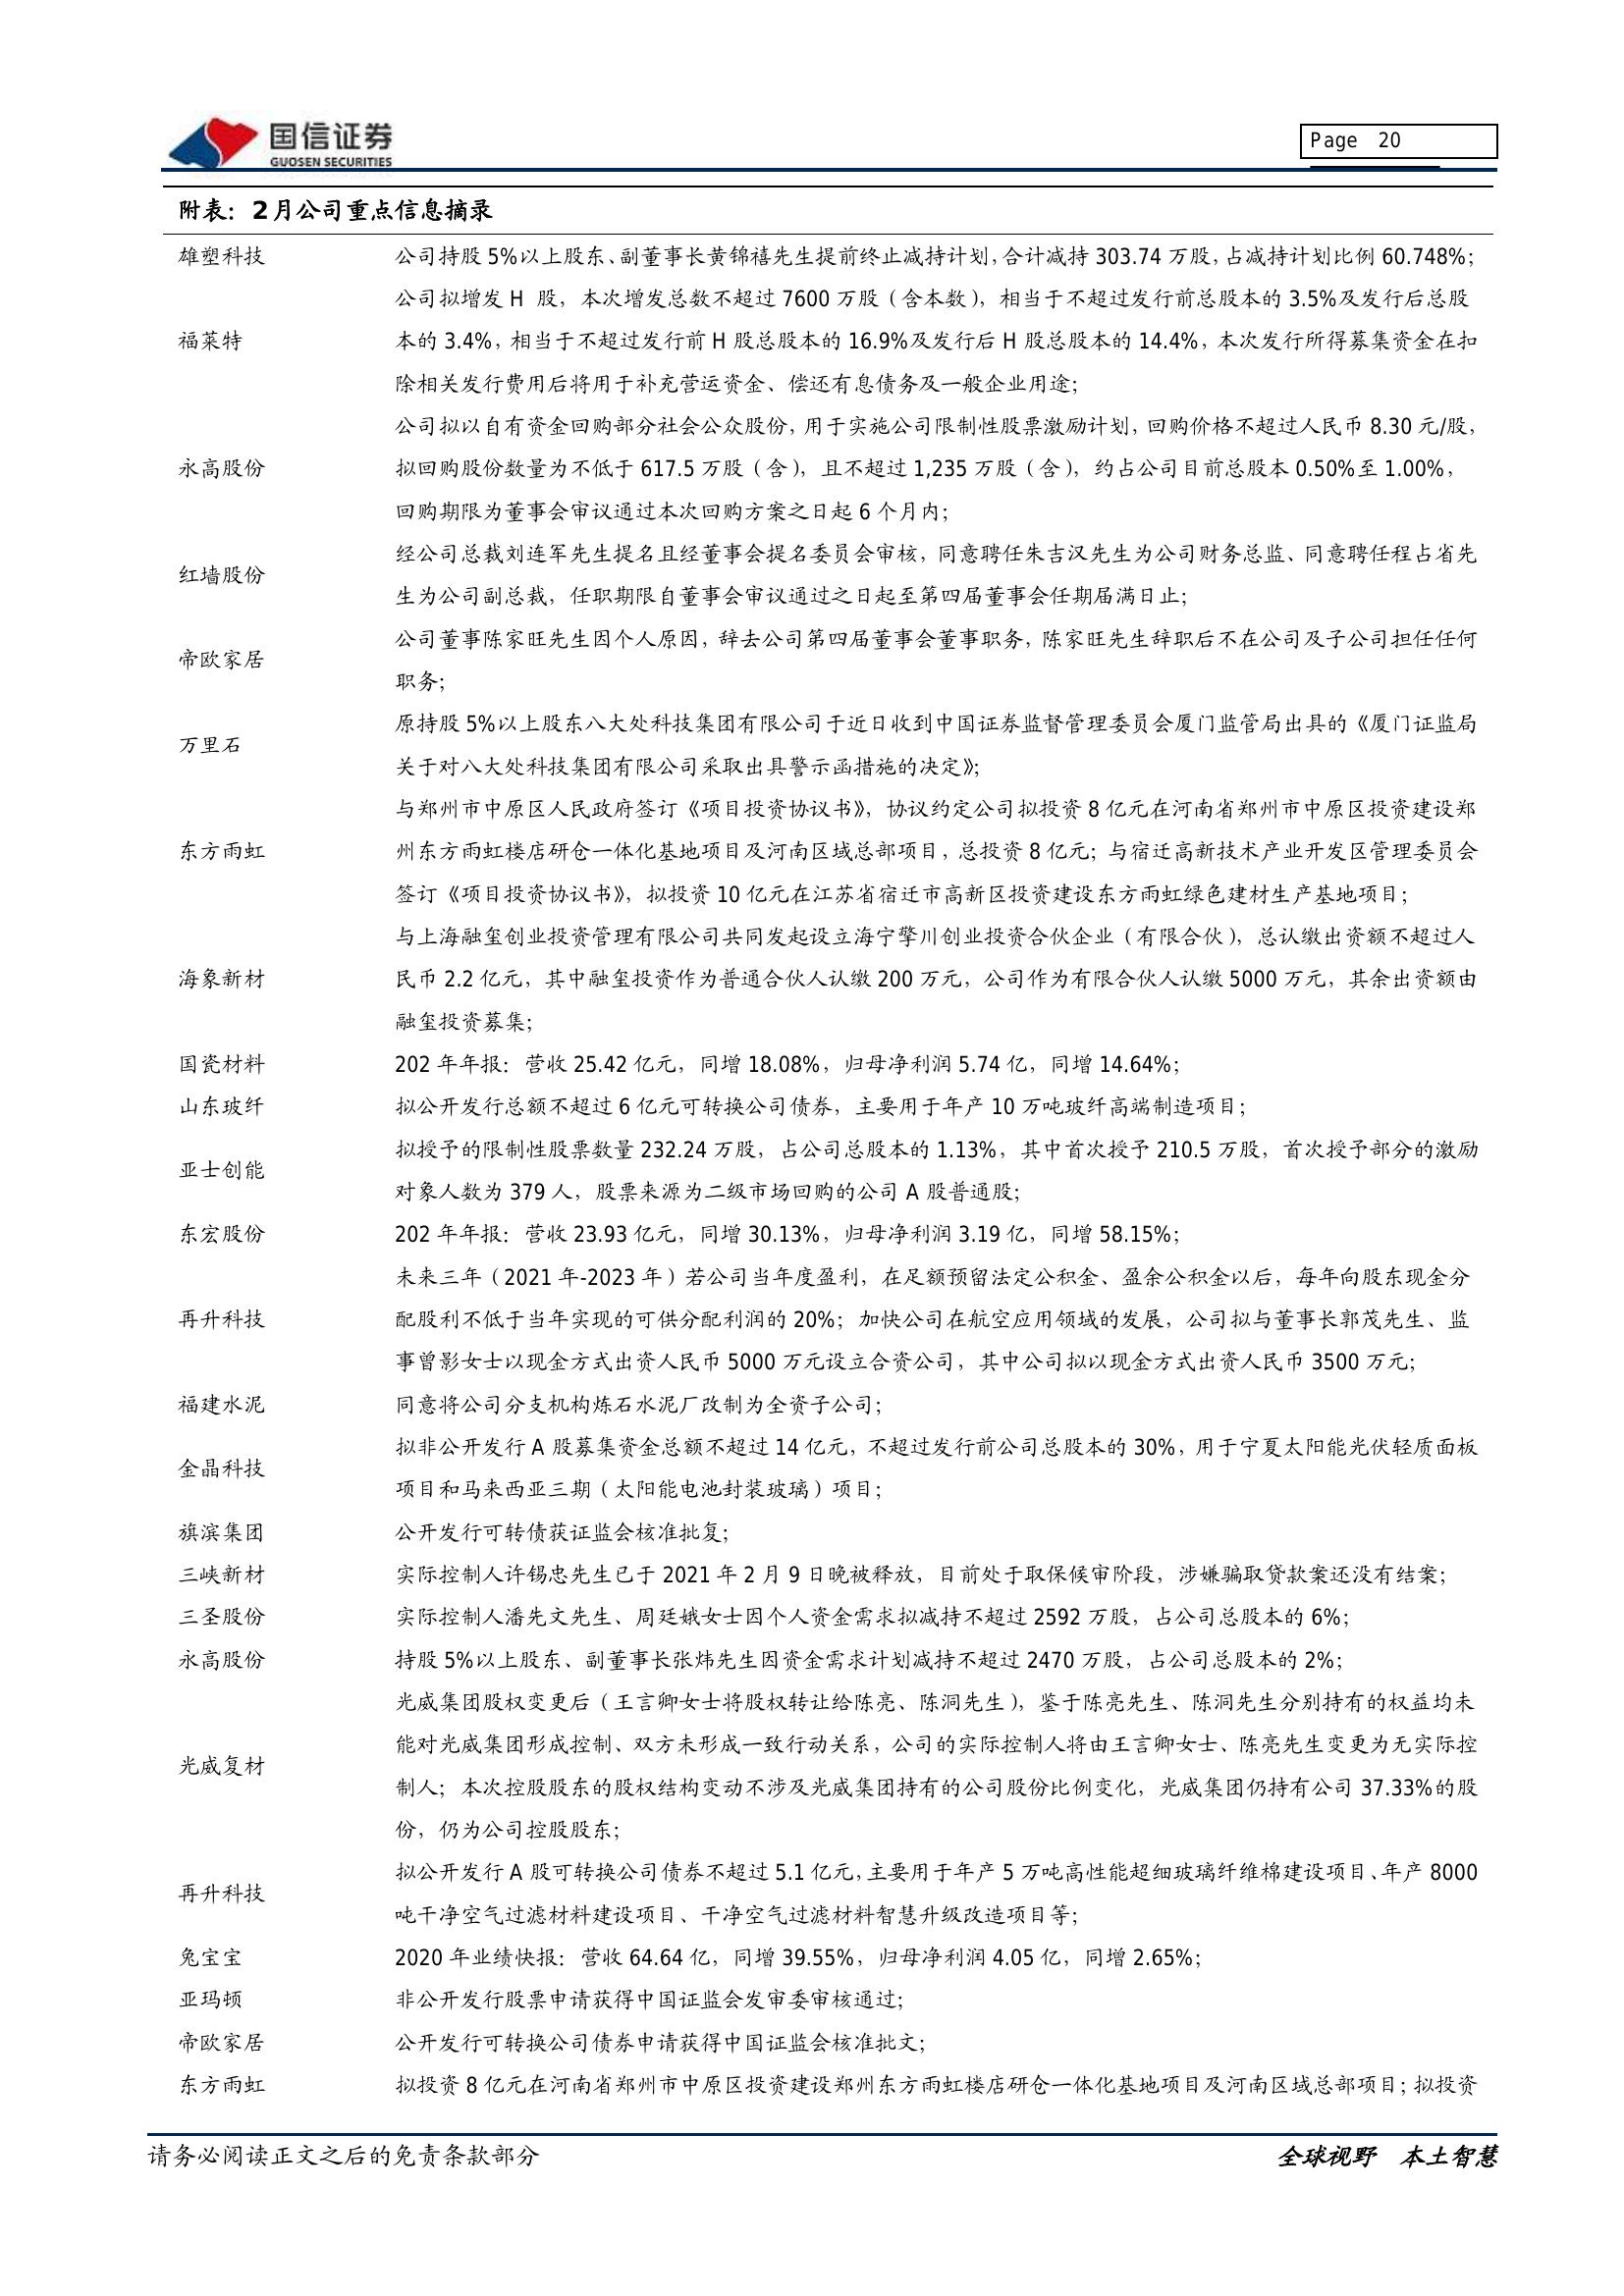 国信证券
GUOSEN SECURITIES
Page 20
附表：2月公司重点信息摘录
雄塑科技 公司持股 5%以上股东、副董事长黄锦禧先生提前终止减持计划，合计减持 303.74 万股，占减持计划比例 60.748%；
公司拟增发 H 股，本次增发总数不超过 7600 万股（含本数），相当于不超过发行前总股本的 3.5%及发行后总股
福莱特 本的 3.4%，相当于不超过发行前 H 股总股本的 16.9%及发行后 H 股总股本的 14.4%，本次发行所得募集资金在扣
除相关发行费用后将用于补充营运资金、偿还有息债务及一般企业用途；
公司拟以自有资金回购部分社会公众股份，用于实施公司限制性股票激励计划，回购价格不超过人民币 8.30 元/股，
永高股份 拟回购股份数量为不低于 617.5 万股（含），且不超过 1,235 万股（含），约占公司目前总股本 0.50%至 1.00%，
回购期限为董事会审议通过本次回购方案之日起 6 个月内；
经公司总裁刘连军先生提名且经董事会提名委员会审核，同意聘任朱吉汉先生为公司财务总监、同意聘任程占省先
红墙股份
生为公司副总裁，任职期限自董事会审议通过之日起至第四届董事会任期届满日止；
公司董事陈家旺先生因个人原因，辞去公司第四届董事会董事职务，陈家旺先生辞职后不在公司及子公司担任任何
帝欧家居
职务；
原持股 5%以上股东八大处科技集团有限公司于近日收到中国证券监督管理委员会厦门监管局出具的《厦门证监局
万里石
关于对八大处科技集团有限公司采取出具警示函措施的决定》；
与郑州市中原区人民政府签订《项目投资协议书》，协议约定公司拟投资 8 亿元在河南省郑州市中原区投资建设郑
东方雨虹 州东方雨虹楼店研仓一体化基地项目及河南区域总部项目，总投资 8 亿元；与宿迁高新技术产业开发区管理委员会
签订《项目投资协议书》，拟投资 10 亿元在江苏省宿迁市高新区投资建设东方雨虹绿色建材生产基地项目；
与上海融玺创业投资管理有限公司共同发起设立海宁擎川创业投资合伙企业（有限合伙），总认缴出资额不超过人
海象新材 民币 2.2 亿元，其中融玺投资作为普通合伙人认缴 200 万元，公司作为有限合伙人认缴 5000 万元，其余出资额由
融玺投资募集；
国瓷材料 202 年年报：营收 25.42 亿元，同增 18.08%，归母净利润 5.74 亿，同增 14.64%；
山东玻纤 拟公开发行总额不超过 6 亿元可转换公司债券，主要用于年产 10 万吨玻纤高端制造项目；
拟授予的限制性股票数量 232.24 万股，占公司总股本的 1.13%，其中首次授予 210.5 万股，首次授予部分的激励
亚士创能
对象人数为 379 人，股票来源为二级市场回购的公司 A 股普通股；
东宏股份 202 年年报：营收 23.93 亿元，同增 30.13%，归母净利润 3.19 亿，同增 58.15%；
未来三年（2021 年-2023 年）若公司当年度盈利，在足额预留法定公积金、盈余公积金以后，每年向股东现金分
再升科技 配股利不低于当年实现的可供分配利润的 20%；加快公司在航空应用领域的发展，公司拟与董事长郭茂先生、监
事曾影女士以现金方式出资人民币 5000 万元设立合资公司，其中公司拟以现金方式出资人民币 3500 万元；
福建水泥 同意将公司分支机构炼石水泥厂改制为全资子公司；
拟非公开发行 A 股募集资金总额不超过 14 亿元，不超过发行前公司总股本的 30%，用于宁夏太阳能光伏轻质面板
金晶科技
项目和马来西亚三期（太阳能电池封装玻璃）项目；
旗滨集团 公开发行可转债获证监会核准批复；
三峡新材 实际控制人许锡忠先生已于 2021 年 2 月 9 日晚被释放，目前处于取保候审阶段，涉嫌骗取贷款案还没有结案；
三圣股份 实际控制人潘先文先生、周廷娥女士因个人资金需求拟减持不超过 2592 万股，占公司总股本的 6%；
永高股份 持股 5%以上股东、副董事长张炜先生因资金需求计划减持不超过 2470 万股，占公司总股本的 2%；
光威集团股权变更后（王言卿女士将股权转让给陈亮、陈洞先生），鉴于陈亮先生、陈洞先生分别持有的权益均未
能对光威集团形成控制、双方未形成一致行动关系，公司的实际控制人将由王言卿女士、陈亮先生变更为无实际控
光威复材
制人；本次控股股东的股权结构变动不涉及光威集团持有的公司股份比例变化，光威集团仍持有公司 37.33%的股
份，仍为公司控股股东；
拟公开发行 A 股可转换公司债券不超过 5.1 亿元，主要用于年产 5 万吨高性能超细玻璃纤维棉建设项目、年产 8000
再升科技
吨干净空气过滤材料建设项目、干净空气过滤材料智慧升级改造项目等；
兔宝宝 2020 年业绩快报：营收 64.64 亿，同增 39.55%，归母净利润 4.05 亿，同增 2.65%；
亚玛顿 非公开发行股票申请获得中国证监会发审委审核通过；
帝欧家居 公开发行可转换公司债券申请获得中国证监会核准批文；
东方雨虹 拟投资 8 亿元在河南省郑州市中原区投资建设郑州东方雨虹楼店研仓一体化基地项目及河南区域总部项目；拟投资
请务必阅读正文之后的免责条款部分 全球视野 本土智慧